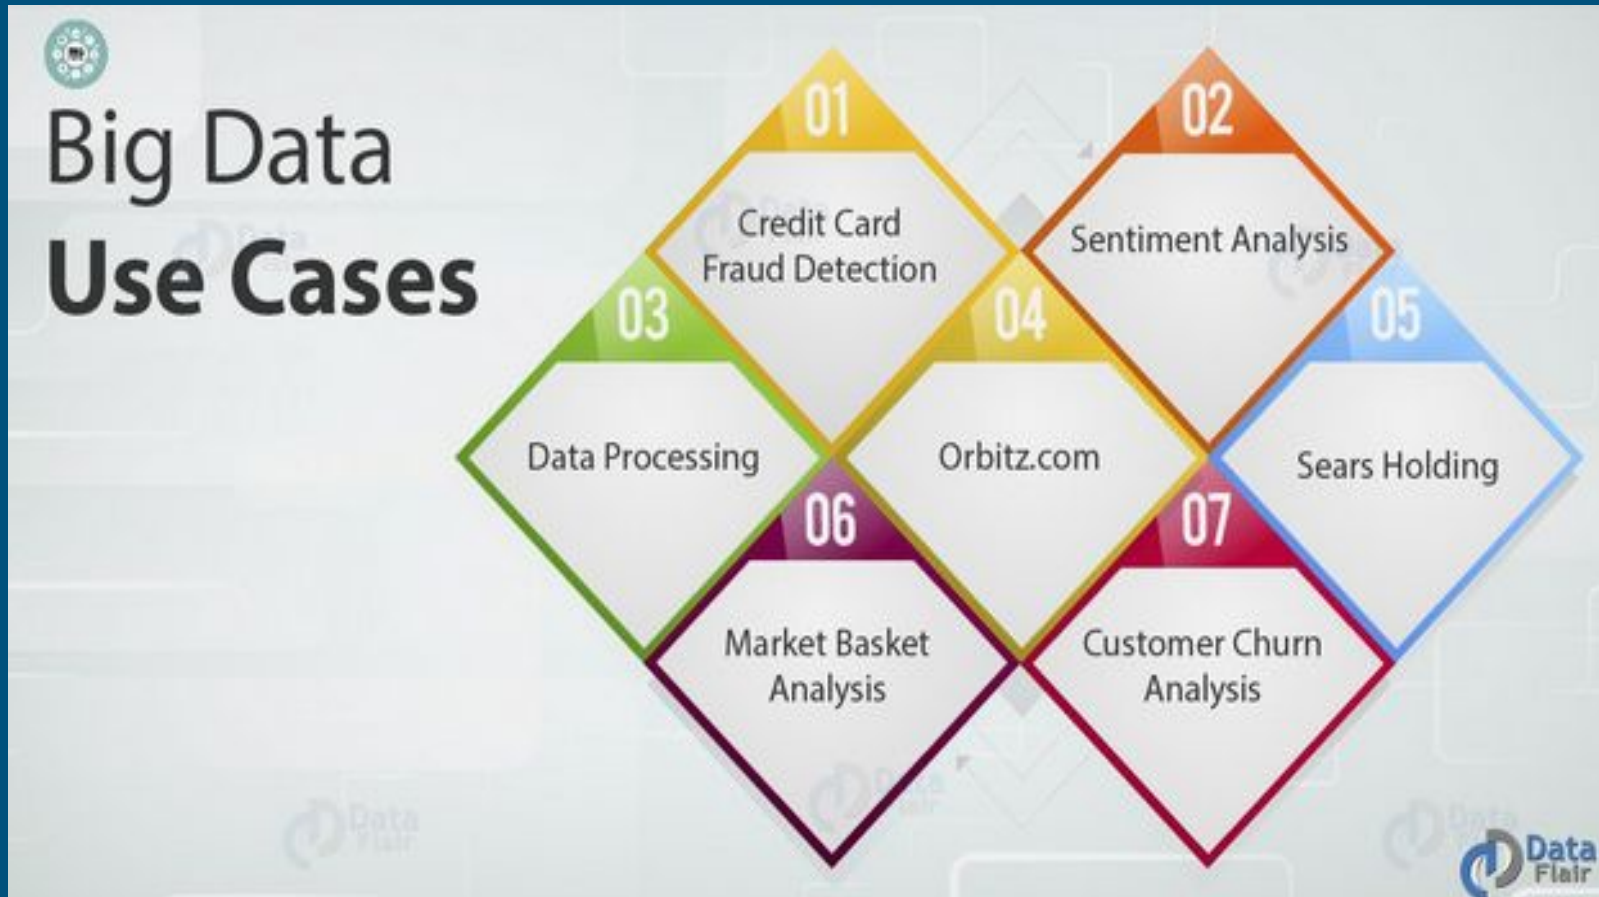 Big Data
Use Cases
01
Credit Card
Fraud Detection
02
Sentiment Analysis
03
Data Processing
04
Orbitz.com
05
Sears Holding
06
Market Basket
Analysis
07
Customer Churn
Analysis
Data
Flair